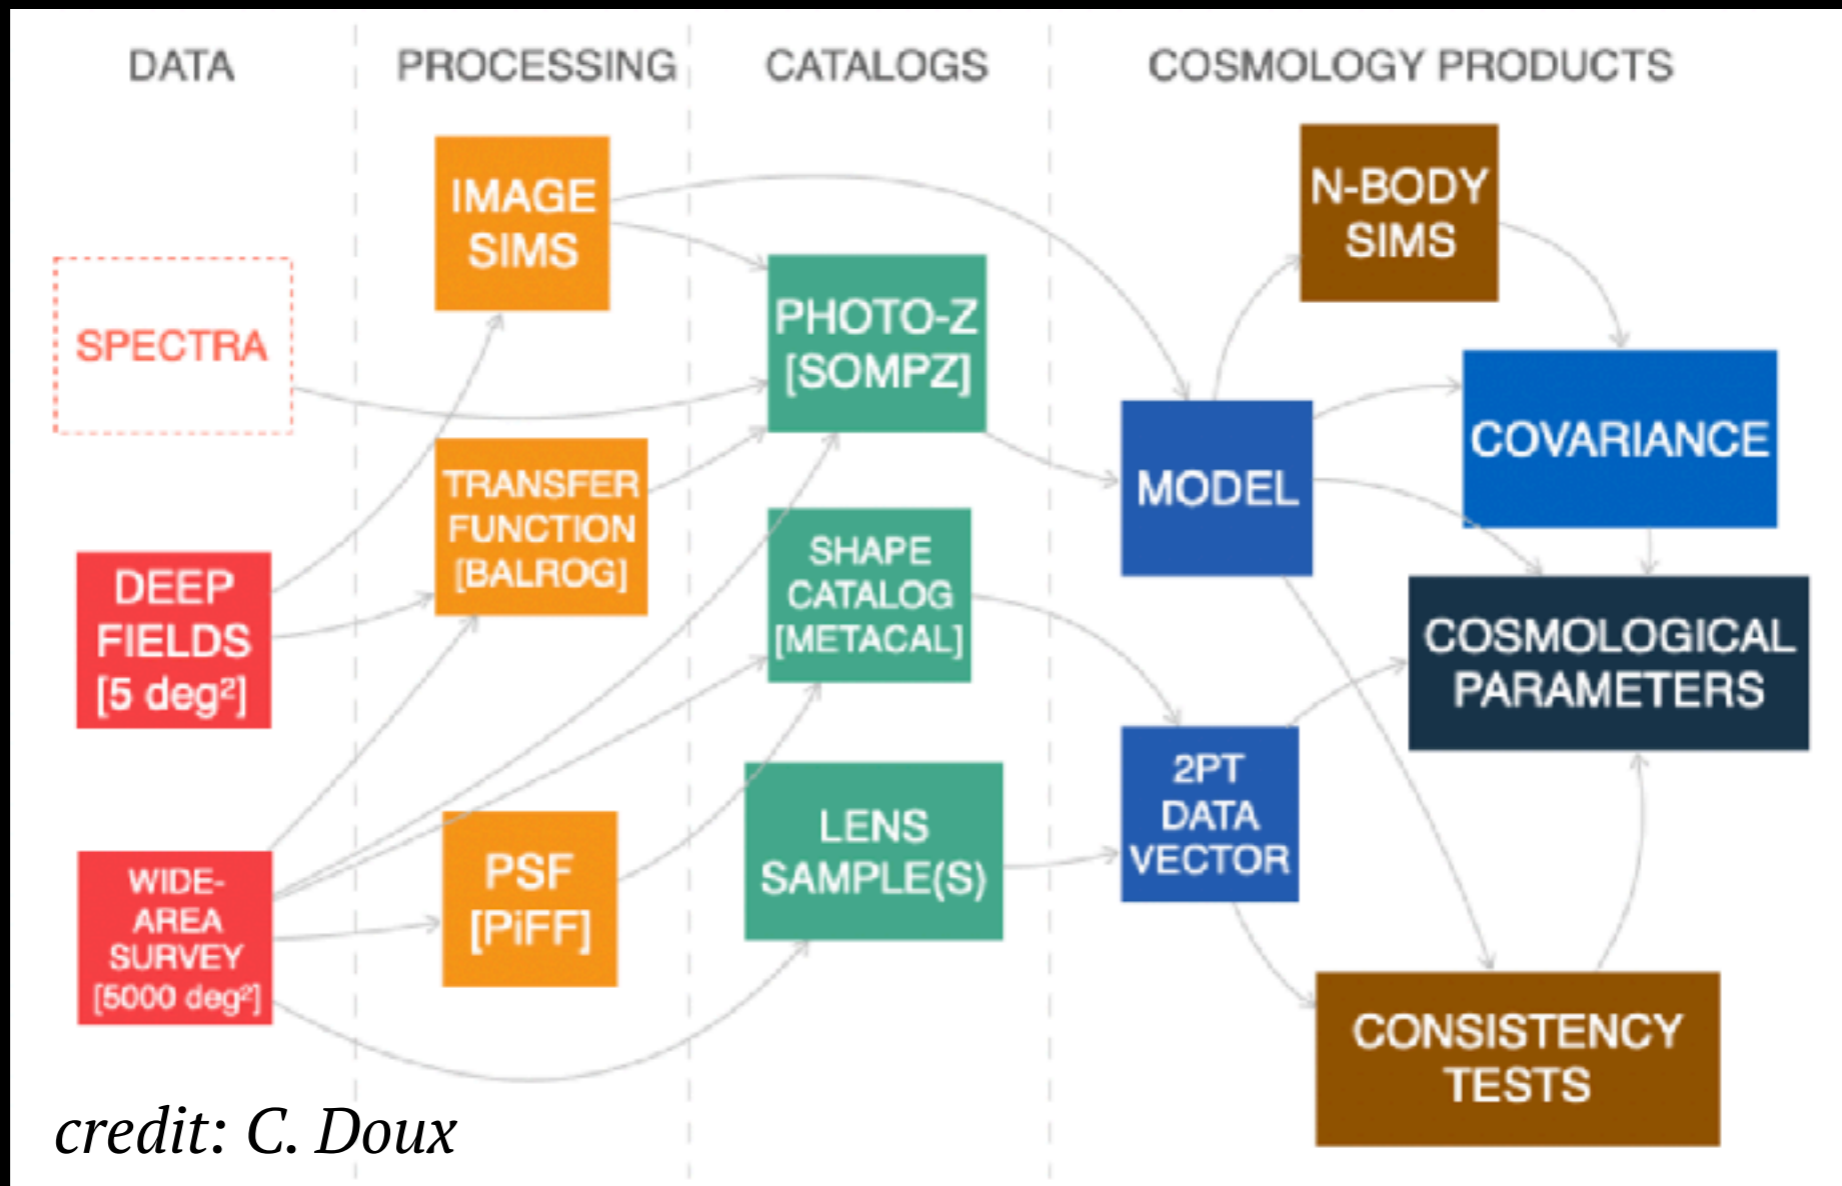 DATA
PROCESSING
CATALOGS
COSMOLOGY PRODUCTS
SPECTRA
DEEP
FIELDS
[5 deg²]
WIDE-
AREA
SURVEY
[5000 deg²]
IMAGE
SIMS
TRANSFER
FUNCTION
[BALROG]
PSF
[PiFF]
PHOTO-Z
[SOMPZ]
SHAPE
CATALOG
[METACAL]
LENS
SAMPLE(S)
N-BODY
SIMS
MODEL
COVARIANCE
COSMOLOGICAL
PARAMETERS
2PT
DATA
VECTOR
CONSISTENCY
TESTS
credit: C. Doux